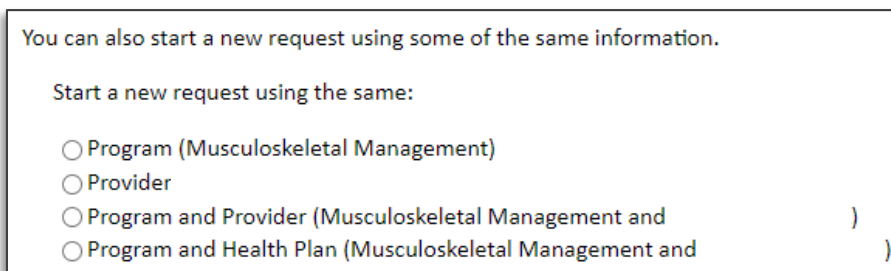 You can also start a new request using some of the same information.
Start a new request using the same:
Program (Musculoskeletal Management)
Provider
Program and Provider (Musculoskeletal Management and )
Program and Health Plan (Musculoskeletal Management and )